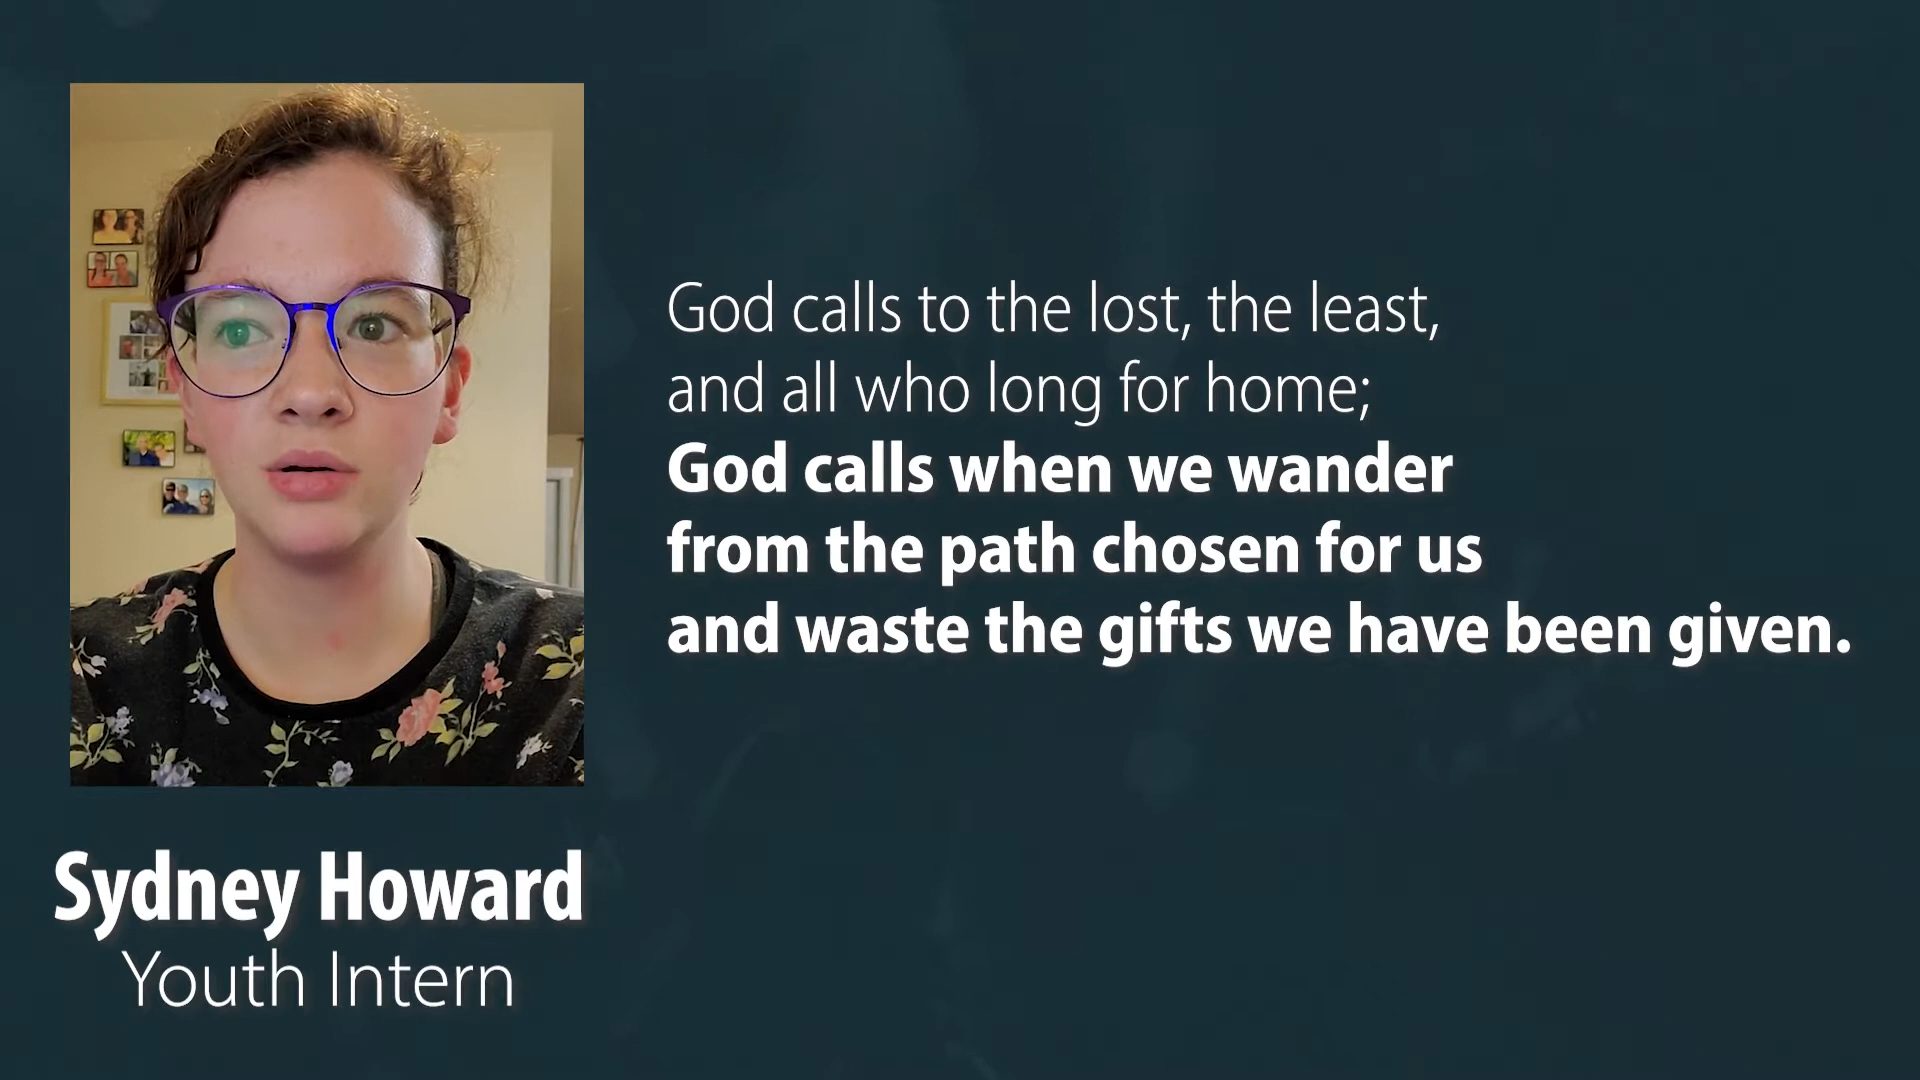 God calls to the lost, the least,
and all who long for home;
God calls when we wander
from the path chosen for us
and waste the gifts we have been given.
Sydney Howard
Youth Intern